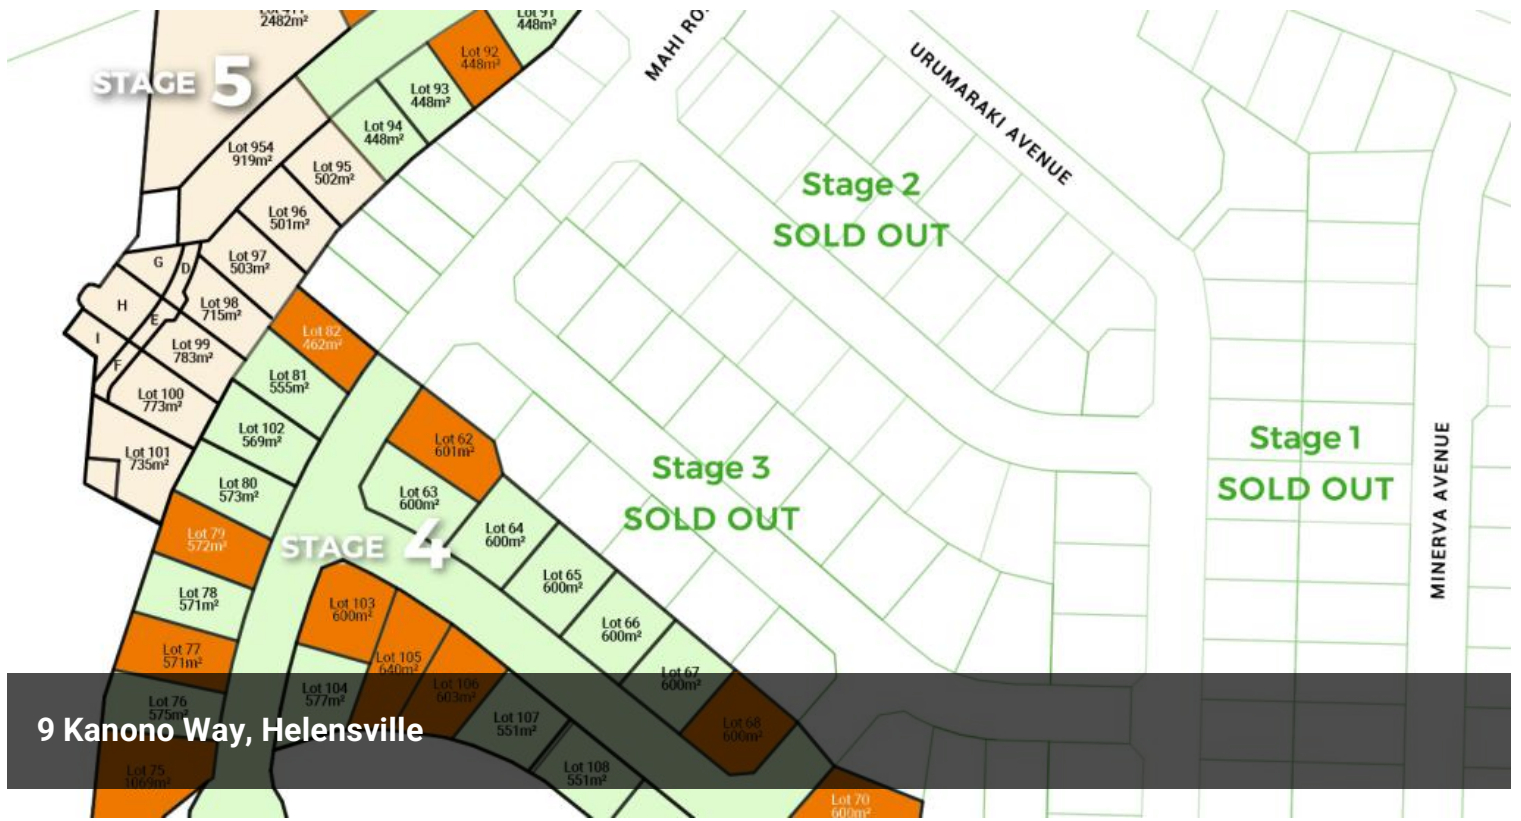 Lot 411
2482m²
Lot 91
448m²
Lot 92
448m²
Lot 93
448m²
Lot 94
448m²
STAGE 5
Lot 954
919m²
Lot 95
502m²
Lot 96
501m²
Lot 97
503m²
Lot 98
715m²
Lot 99
783m²
Lot 100
773m²
Lot 101
735m²
G
D
H
E
I
F
MAHI RO
URUMARAKI AVENUE
MINERVA AVENUE
Stage 2
SOLD OUT
Stage 1
SOLD OUT
Stage 3
SOLD OUT
Lot 82
462m²
Lot 81
555m²
Lot 102
569m²
Lot 80
573m²
Lot 79
572m²
Lot 78
571m²
Lot 77
571m²
Lot 76
575m²
Lot 75
1069m²
STAGE 4
Lot 62
601m²
Lot 63
600m²
Lot 64
600m²
Lot 65
600m²
Lot 66
600m²
Lot 67
600m²
Lot 68
600m²
Lot 70
600m²
Lot 103
600m²
Lot 104
577m²
Lot 105
640m²
Lot 106
603m²
Lot 107
551m²
Lot 108
551m²
9 Kanono Way, Helensville